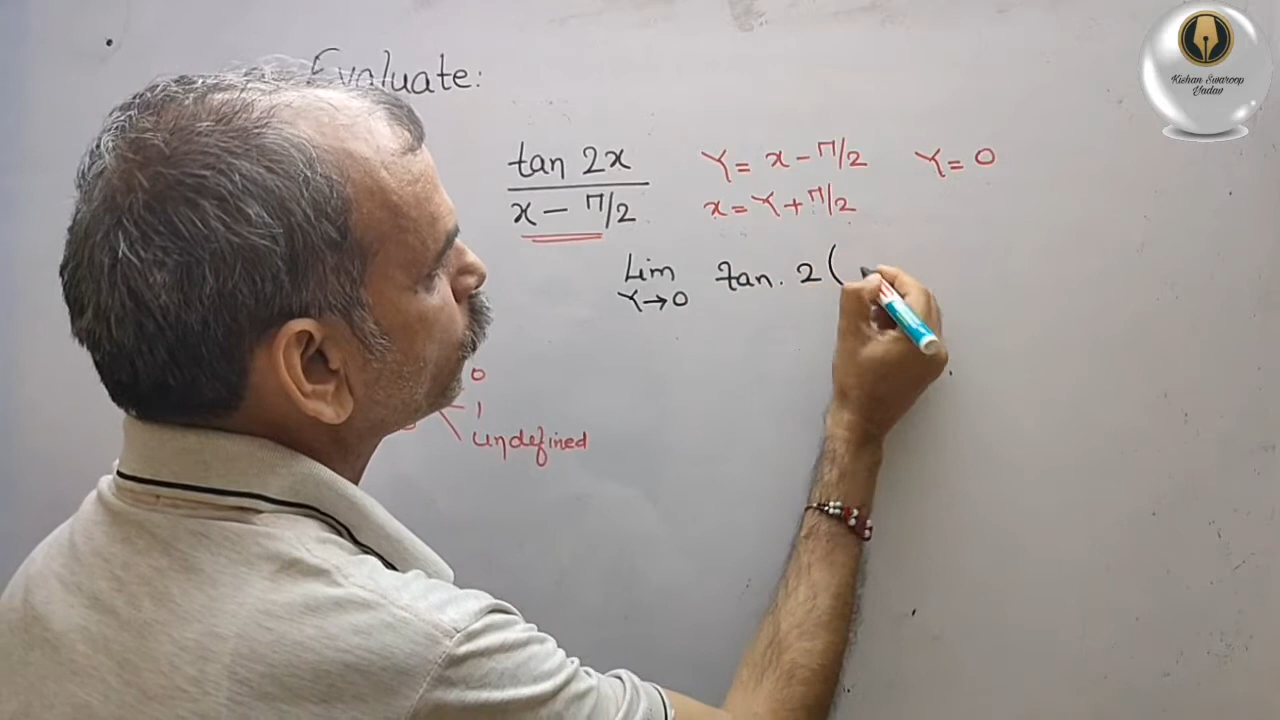 Evaluate:
tan 2x
x - π/2
Y = x - π/2
Y = 0
x = Y + π/2
Lim
Y→0
tan. 2(
0
1
undefined
Kishan Swaroop
Yadav